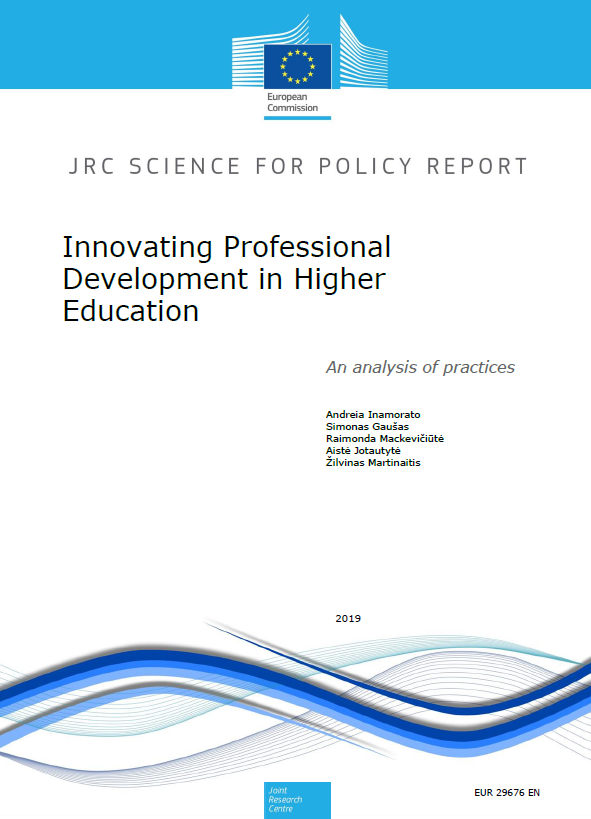 European
Commission
JRC SCIENCE FOR POLICY REPORT
Innovating Professional
Development in Higher
Education
An analysis of practices
Andreia Inamorato
Simonas Gaušas
Raimonda Mackevičiūtė
Aistė Jotautytė
Žilvinas Martinaitis
2019
Joint
Research
Centre
EUR 29676 EN